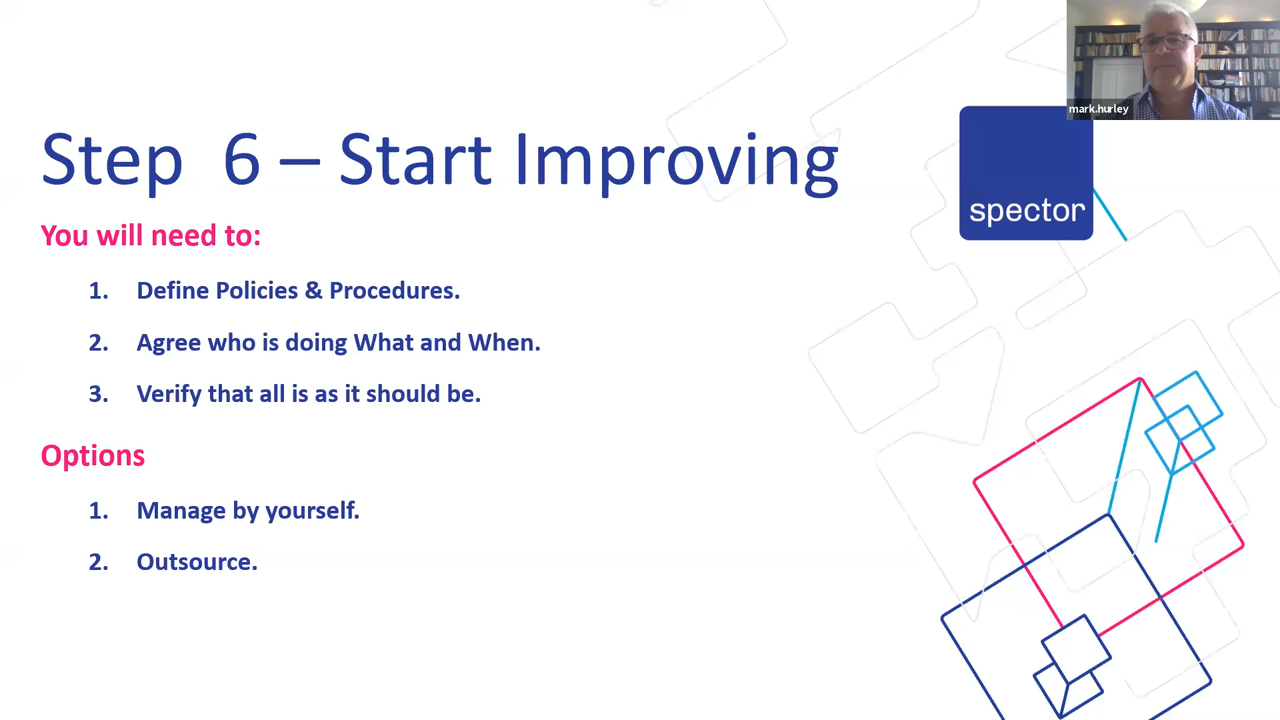 mark.hurley
spector
Step 6 – Start Improving
You will need to:
1. Define Policies & Procedures.
2. Agree who is doing What and When.
3. Verify that all is as it should be.
Options
1. Manage by yourself.
2. Outsource.